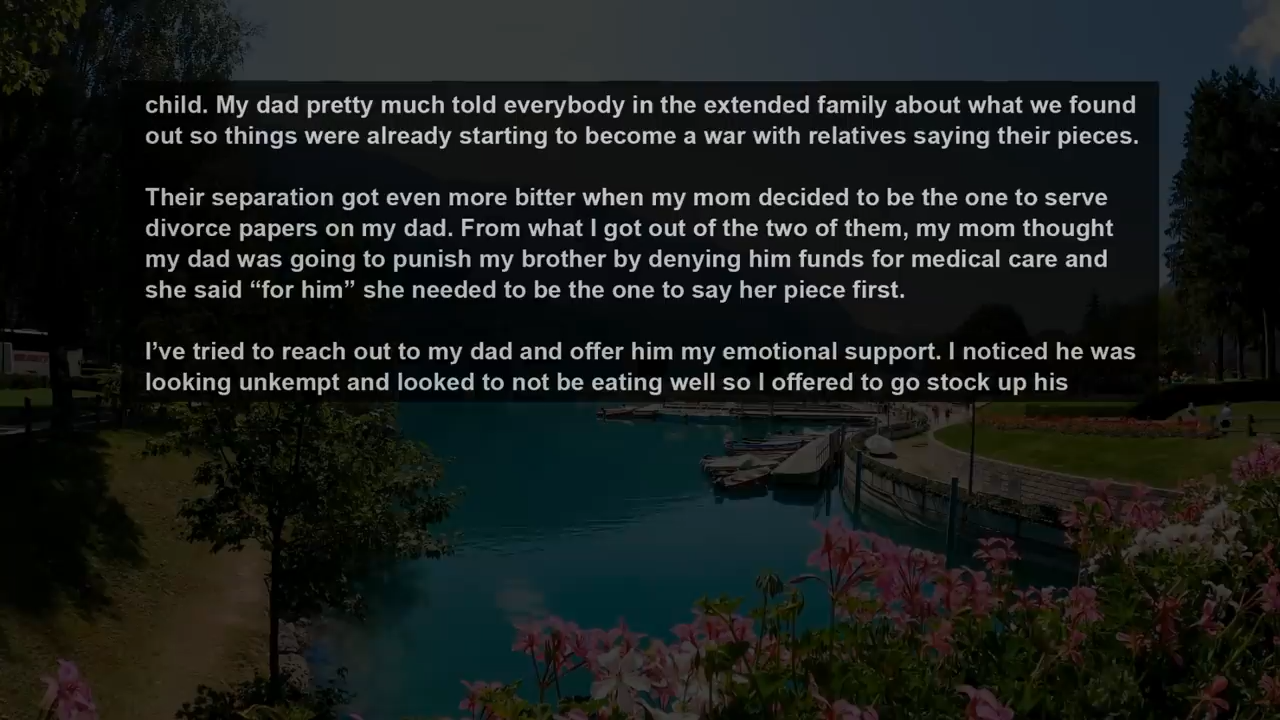 child. My dad pretty much told everybody in the extended family about what we found
out so things were already starting to become a war with relatives saying their pieces.
Their separation got even more bitter when my mom decided to be the one to serve
divorce papers on my dad. From what I got out of the two of them, my mom thought
my dad was going to punish my brother by denying him funds for medical care and
she said “for him” she needed to be the one to say her piece first.
I’ve tried to reach out to my dad and offer him my emotional support. I noticed he was
looking unkempt and looked to not be eating well so I offered to go stock up his